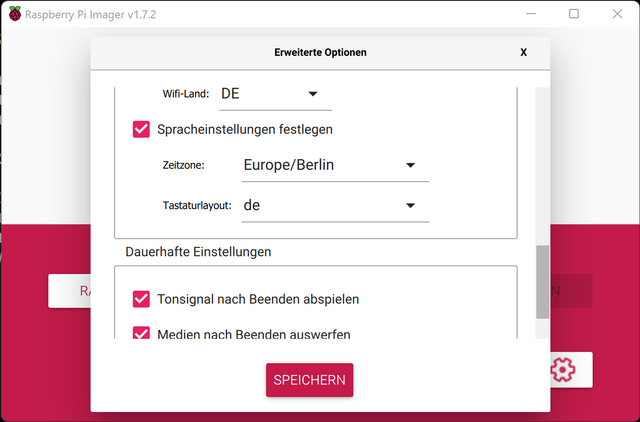 Raspberry Pi Imager v1.7.2
Erweiterte Optionen
X
Wifi-Land: DE
Spracheinstellungen festlegen
Zeitzone: Europe/Berlin
Tastaturlayout: de
Dauerhafte Einstellungen
Tonsignal nach Beenden abspielen
Medien nach Beenden auswerfen
SPEICHERN